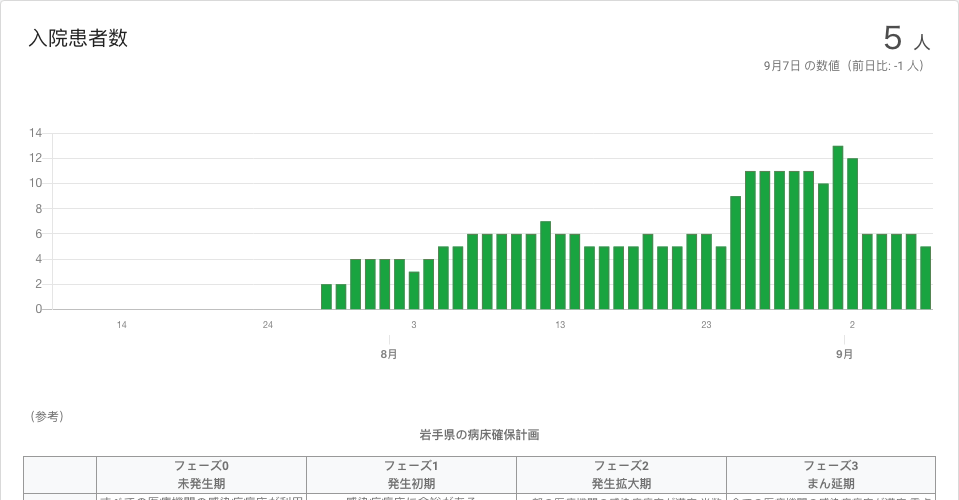 入院患者数
5 人
9月7日 の数値（前日比: -1 人）
14
12
10
8
6
4
2
0
14 24 3 13 23 2
8月 9月
（参考）
岩手県の病床確保計画
フェーズ0 フェーズ1 フェーズ2 フェーズ3
未発生期 発生初期 発生拡大期 まん延期